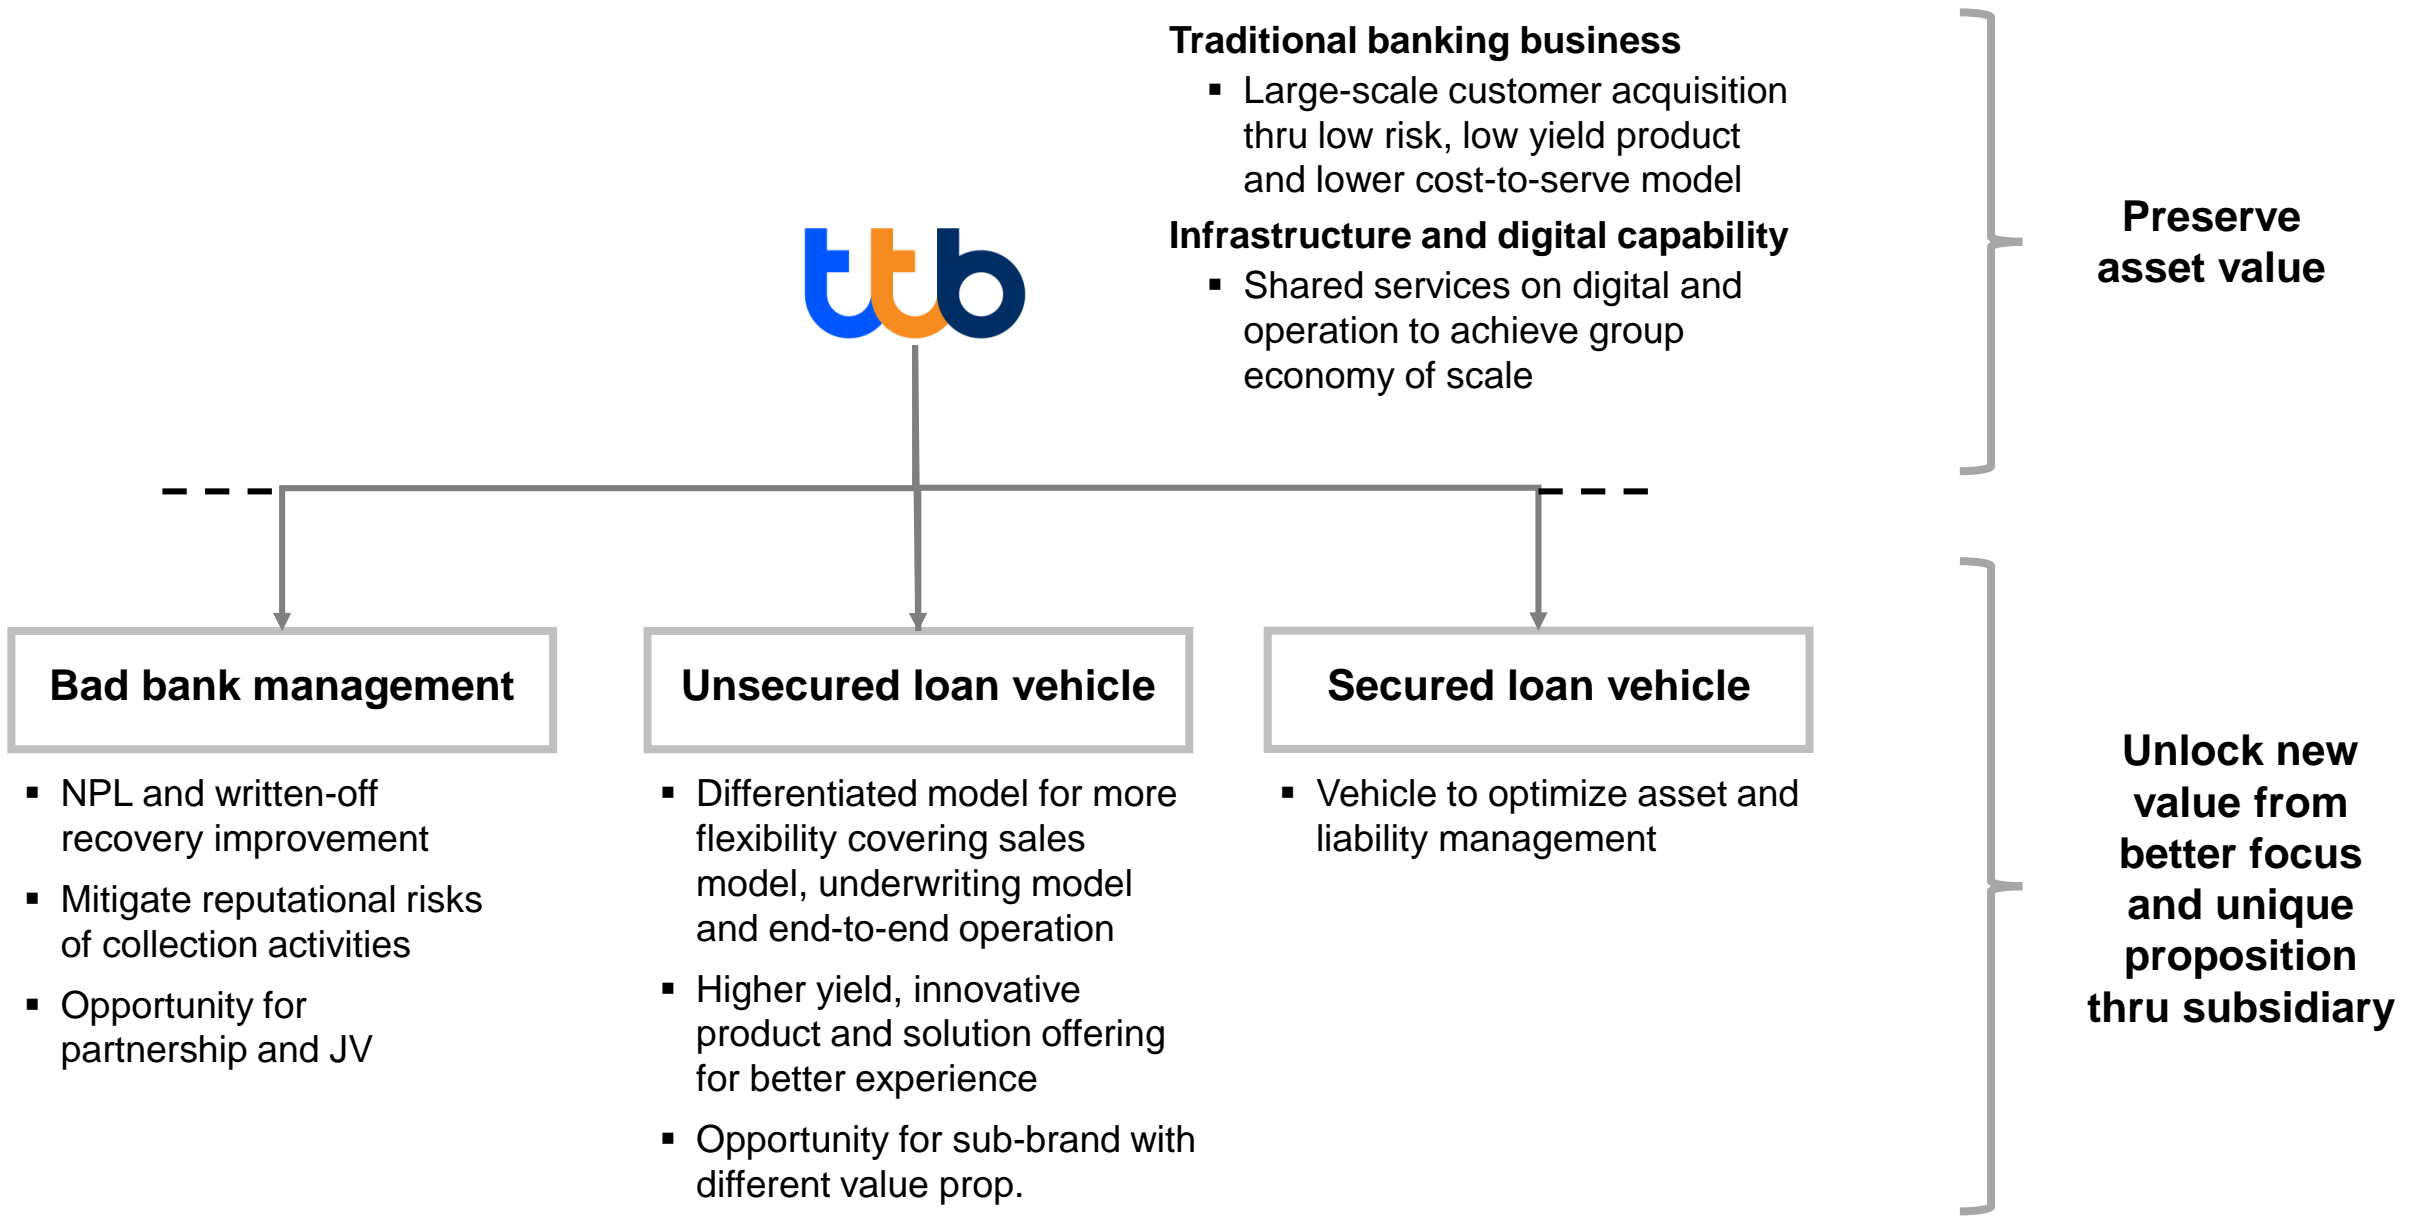 Traditional banking business
▪ Large-scale customer acquisition
thru low risk, low yield product
and lower cost-to-serve model
Infrastructure and digital capability
▪ Shared services on digital and
operation to achieve group
economy of scale
Preserve
asset value
ttb
Bad bank management
▪ NPL and written-off
recovery improvement
▪ Mitigate reputational risks
of collection activities
▪ Opportunity for
partnership and JV
Unsecured loan vehicle
▪ Differentiated model for more
flexibility covering sales
model, underwriting model
and end-to-end operation
▪ Higher yield, innovative
product and solution offering
for better experience
▪ Opportunity for sub-brand with
different value prop.
Secured loan vehicle
▪ Vehicle to optimize asset and
liability management
Unlock new
value from
better focus
and unique
proposition
thru subsidiary